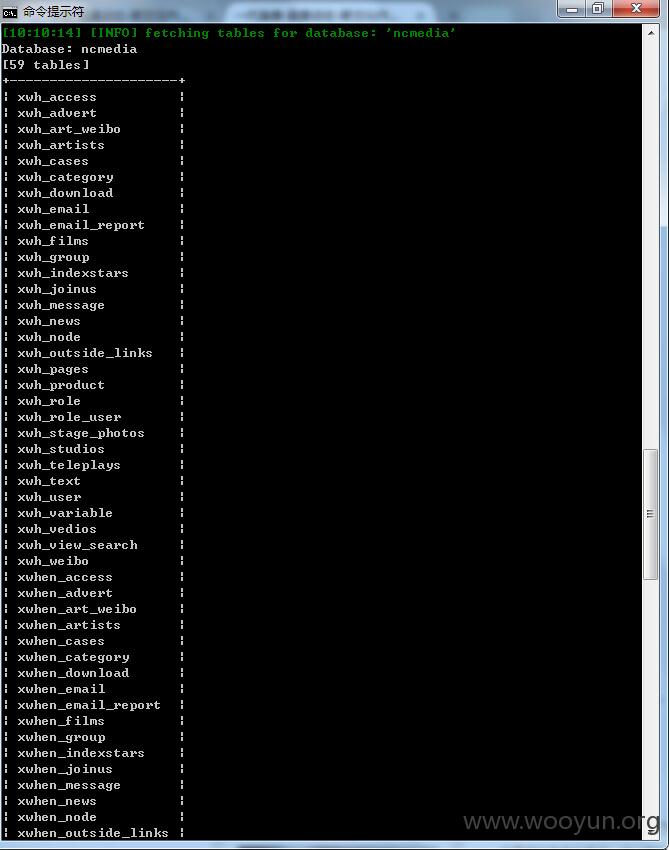 命令提示符
[10:10:14] [INFO] fetching tables for database: 'ncmedia'
Database: ncmedia
[59 tables]
+---------------------+
| xwh_access |
| xwh_advert |
| xwh_art_weibo |
| xwh_artists |
| xwh_cases |
| xwh_category |
| xwh_download |
| xwh_email |
| xwh_email_report |
| xwh_films |
| xwh_group |
| xwh_indexstars |
| xwh_joinus |
| xwh_message |
| xwh_news |
| xwh_node |
| xwh_outside_links |
| xwh_pages |
| xwh_product |
| xwh_role |
| xwh_role_user |
| xwh_stage_photos |
| xwh_studios |
| xwh_teleplays |
| xwh_text |
| xwh_user |
| xwh_variable |
| xwh_vedios |
| xwh_view_search |
| xwh_weibo |
| xwhen_access |
| xwhen_advert |
| xwhen_art_weibo |
| xwhen_artists |
| xwhen_cases |
| xwhen_category |
| xwhen_download |
| xwhen_email |
| xwhen_email_report |
| xwhen_films |
| xwhen_group |
| xwhen_indexstars |
| xwhen_joinus |
| xwhen_message |
| xwhen_news |
| xwhen_node |
| xwhen_outside_links |
www.wooyun.org